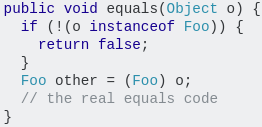 public void equals(Object o) {
  if (!(o instanceof Foo)) {
    return false;
  }
  Foo other = (Foo) o;
  // the real equals code
}